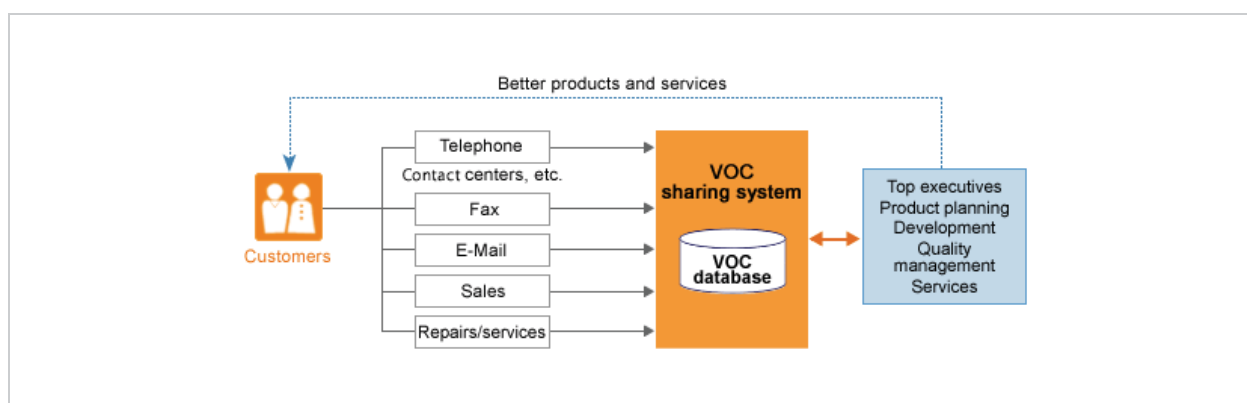 Better products and services
Telephone
Contact centers, etc.
Fax
E-Mail
Sales
Repairs/services
Customers
VOC
sharing system
VOC
database
Top executives
Product planning
Development
Quality
management
Services